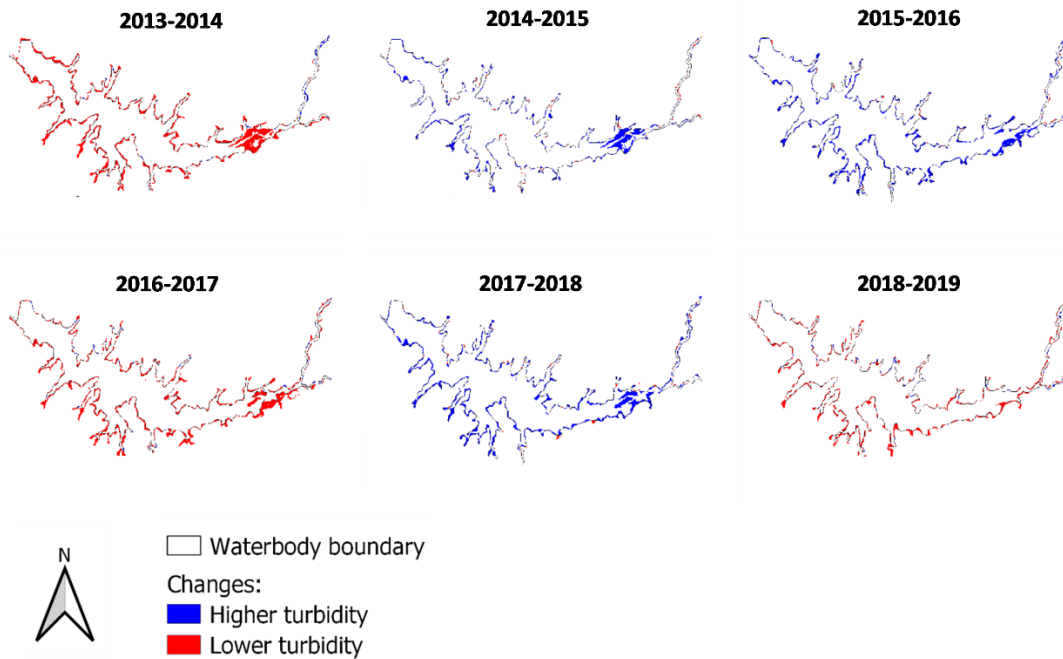 2013-2014
2014-2015
2015-2016
2016-2017
2017-2018
2018-2019
N
Waterbody boundary
Changes:
Higher turbidity
Lower turbidity